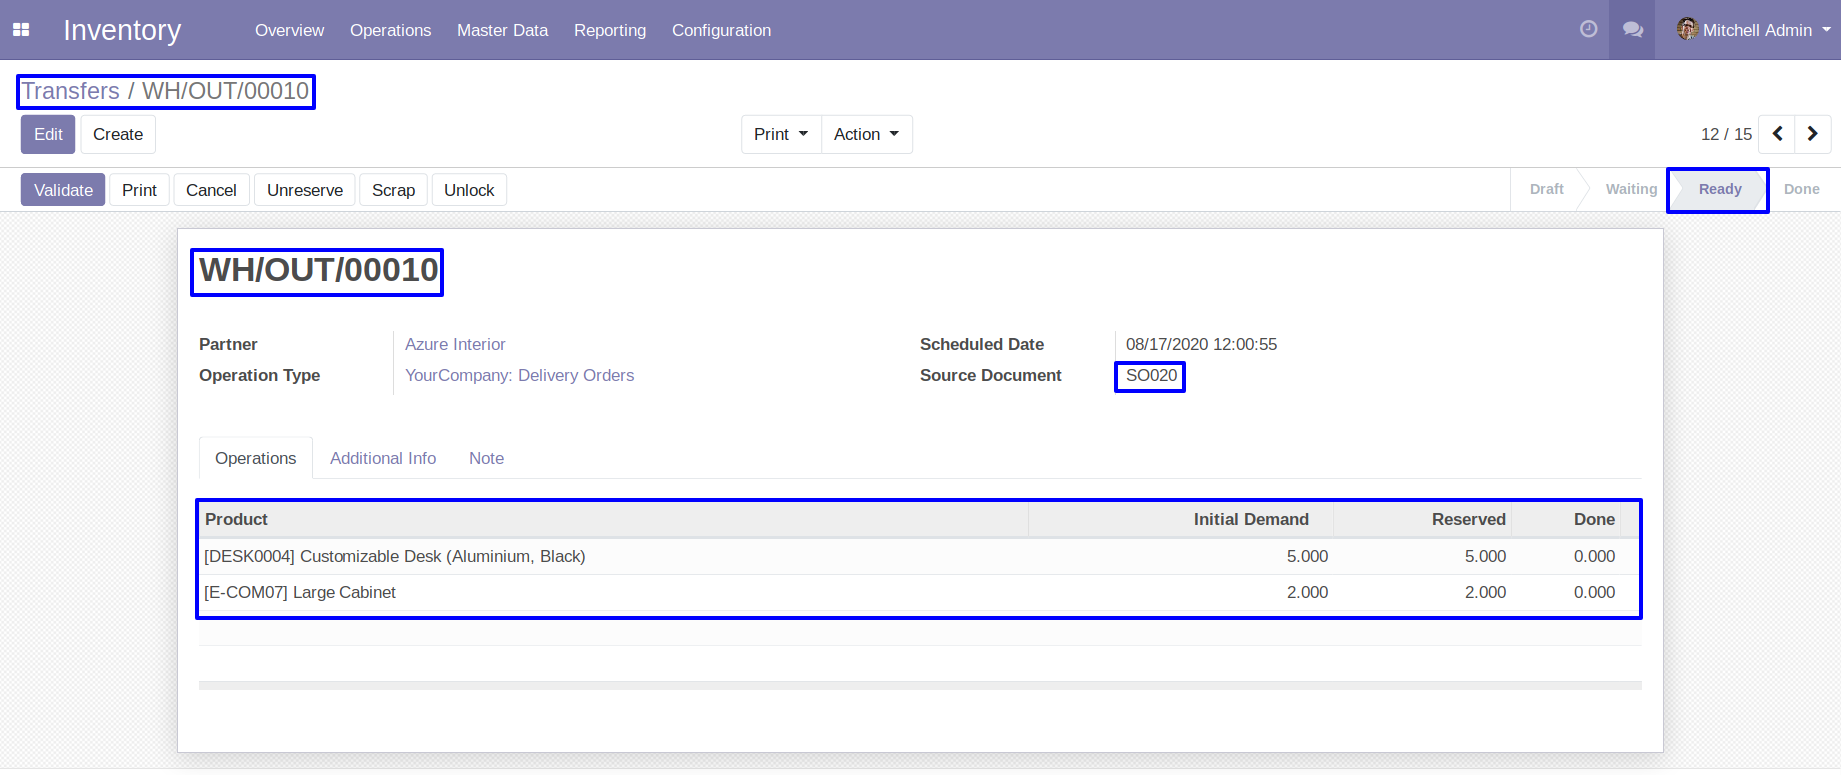 Inventory Overview Operations Master Data Reporting Configuration Mitchell Admin
Transfers / WH/OUT/00010
Edit Create Print Action 12 / 15
Validate Print Cancel Unreserve Scrap Unlock Draft Waiting Ready Done
WH/OUT/00010
Partner Azure Interior Scheduled Date 08/17/2020 12:00:55
Operation Type YourCompany: Delivery Orders Source Document SO020
Operations Additional Info Note
Product Initial Demand Reserved Done
[DESK0004] Customizable Desk (Aluminium, Black) 5.000 5.000 0.000
[E-COM07] Large Cabinet 2.000 2.000 0.000